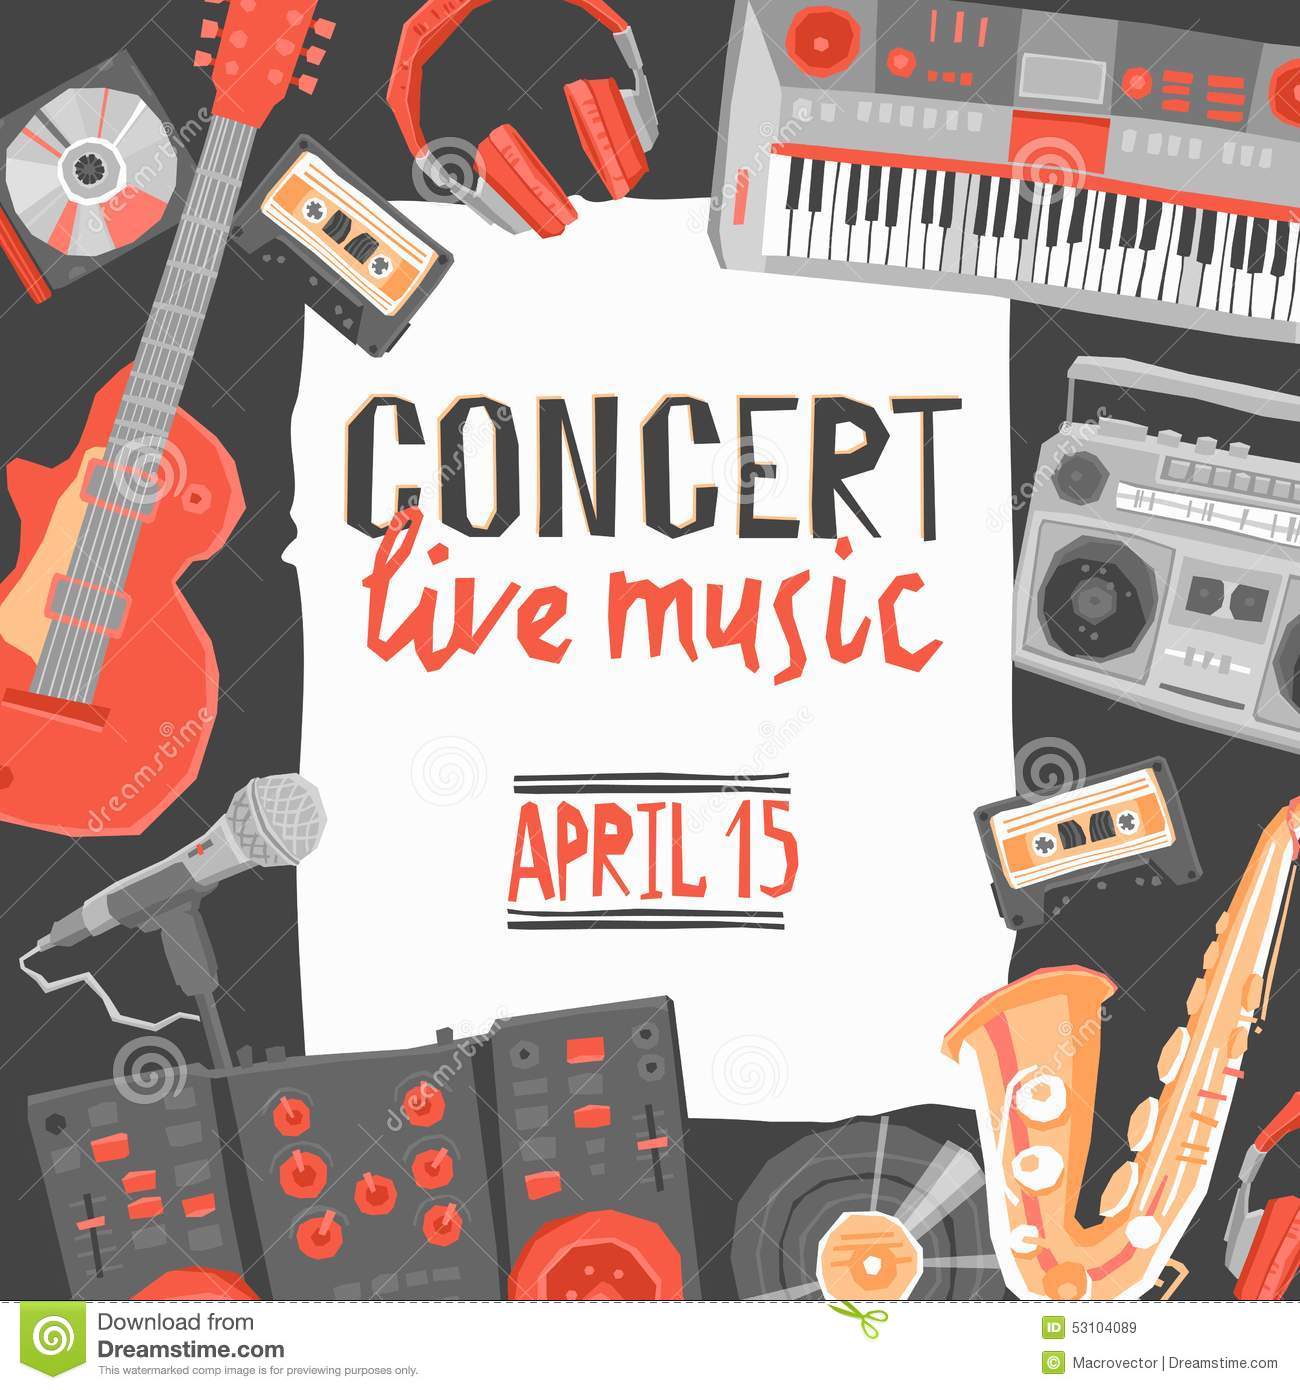 CONCERT
live music
APRIL 15
Download from
Dreamstime.com
This watermarked comp image is for previewing purposes only.
ID 53104089
© Macrovector | Dreamstime.com